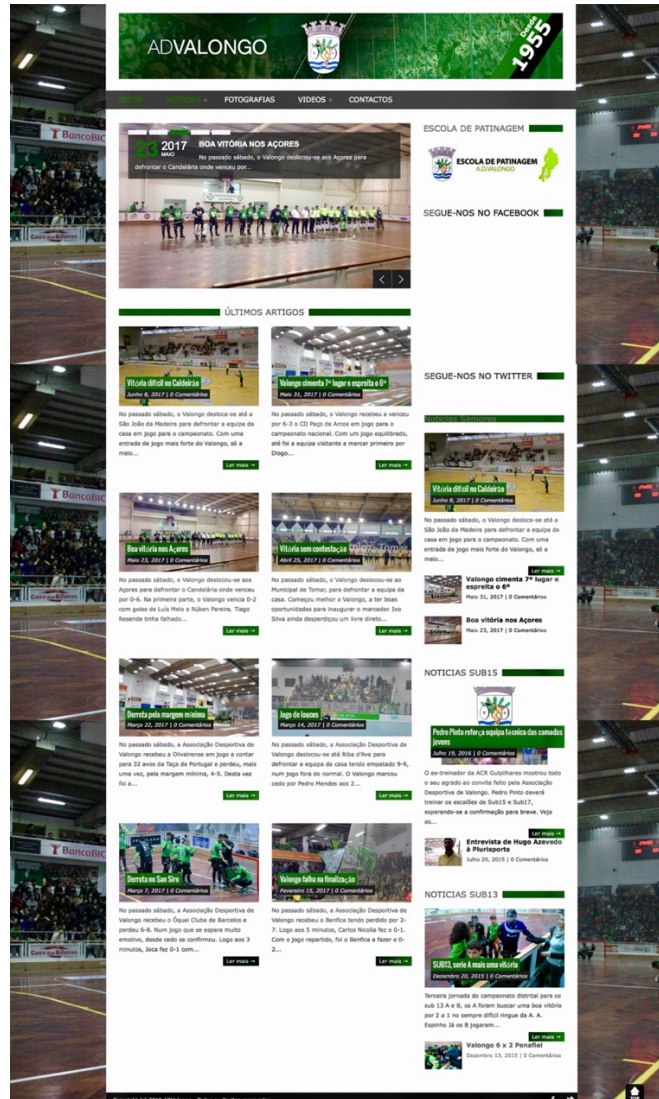 ADVALONGO
Desde
1955
INICIO
NOTICIAS +
FOTOGRAFIAS
VIDEOS +
CONTACTOS
23
2017
MAIO
BOA VITÓRIA NOS AÇORES
No passado sábado, o Valongo deslocou-se aos Açores para
defrontar o Candelária onde venceu por...
ESCOLA DE PATINAGEM
ESCOLA DE PATINAGEM
A.D.VALONGO
SEGUE-NOS NO FACEBOOK
ÚLTIMOS ARTIGOS
Vitória difícil no Caldeirão
Junho 8, 2017 | 0 Comentários
No passado sábado, o Valongo desloca-se até a
São João da Madeira para defrontar a equipa da
casa em jogo para o campeonato. Com uma
entrada de jogo mais forte do Valongo, só a
meio...
Ler mais →
Valongo cimenta 7º lugar e espreita o 6º
Maio 31, 2017 | 0 Comentários
No passado sábado, o Valongo recebeu e venceu
por 6-3 o CD Paço de Arcos em jogo para o
campeonato nacional. Com um jogo equilibrado,
até foi a equipa visitante a marcar primeiro por
Diogo...
Ler mais →
Boa vitória nos Açores
Maio 23, 2017 | 0 Comentários
No passado sábado, o Valongo deslocou-se aos
Açores para defrontar o Candelária onde venceu
por 0-6. Na primeira parte, o Valongo vencia 0-2
com golos de Luís Melo e Rúben Pereira. Tiago
Resende tinha falhado...
Ler mais →
Vitória sem contestação
Abril 25, 2017 | 0 Comentários
No passado sábado, o Valongo deslocou-se ao
Municipal de Tomar, para defrontar a equipa da
casa. Começou melhor o Valongo, a ter boas
oportunidades para inaugurar o marcador. Ivo
Silva ainda desperdiçou um livre direto...
Ler mais →
Derrota pela margem mínima
Março 22, 2017 | 0 Comentários
No passado sábado, a Associação Desportiva de
Valongo recebeu a Oliveirense em jogo a contar
para 32 avos da Taça de Portugal e perdeu, mais
uma vez, pela margem mínima, 4-5. Desta vez
foi a...
Ler mais →
Jogo de loucos
Março 14, 2017 | 0 Comentários
No passado sábado, a Associação Desportiva de
Valongo deslocou-se até Riba d'Ave para
defrontar a equipa da casa tendo empatado 9-9,
num jogo fora do normal. O Valongo marcou
cedo por Pedro Mendes aos 2...
Ler mais →
Derrota no San Siro
Março 7, 2017 | 0 Comentários
No passado sábado, a Associação Desportiva de
Valongo recebeu o Óquei Clube de Barcelos e
perdeu 6-8. Num jogo que se espera muito
emotivo, desde cedo se confirmou. Logo aos 3
minutos, Joca fez 0-1 com...
Ler mais →
Valongo falha na finalização
Fevereiro 15, 2017 | 0 Comentários
No passado sábado, a Associação Desportiva de
Valongo recebeu o Benfica tendo perdido por 2-
7. Logo aos 5 minutos, Carlos Nicolia fez o 0-1.
Com o jogo repartido, foi o Benfica a fazer o 0-
2...
Ler mais →
SEGUE-NOS NO TWITTER
Noticias Séniores
Vitória difícil no Caldeirão
Junho 8, 2017 | 0 Comentários
No passado sábado, o Valongo desloca-se até a
São João da Madeira para defrontar a equipa da
casa em jogo para o campeonato. Com uma
entrada de jogo mais forte do Valongo, só a
meio...
Ler mais →
Valongo cimenta 7º lugar e
espreita o 6º
Maio 31, 2017 | 0 Comentários
Boa vitória nos Açores
Maio 23, 2017 | 0 Comentários
NOTICIAS SUB15
Pedro Pinto reforça equipa técnica das camadas
jovens
Julho 19, 2016 | 0 Comentários
O ex-treinador da ACR Gulpilhares mostrou todo
o seu agrado ao convite feito pela Associação
Desportiva de Valongo. Pedro Pinto deverá
treinar os escalões de Sub15 e Sub17,
esperando-se a confirmação para breve. Veja
as...
Ler mais →
Entrevista de Hugo Azevedo
à Plurisports
Julho 20, 2015 | 0 Comentários
NOTICIAS SUB13
SUB13, serie A mais uma vitória
Dezembro 20, 2015 | 0 Comentários
Terceira jornada do campeonato distrital para os
sub 13 A e B, os A foram buscar uma boa vitória
por 2 a 1 no sempre difícil ringue da A. A.
Espinho Já os B jogaram...
Ler mais →
Valongo 6 x 2 Penafiel
Dezembro 13, 2015 | 0 Comentários
BancoBIC
Casa das Bifanas
TOP